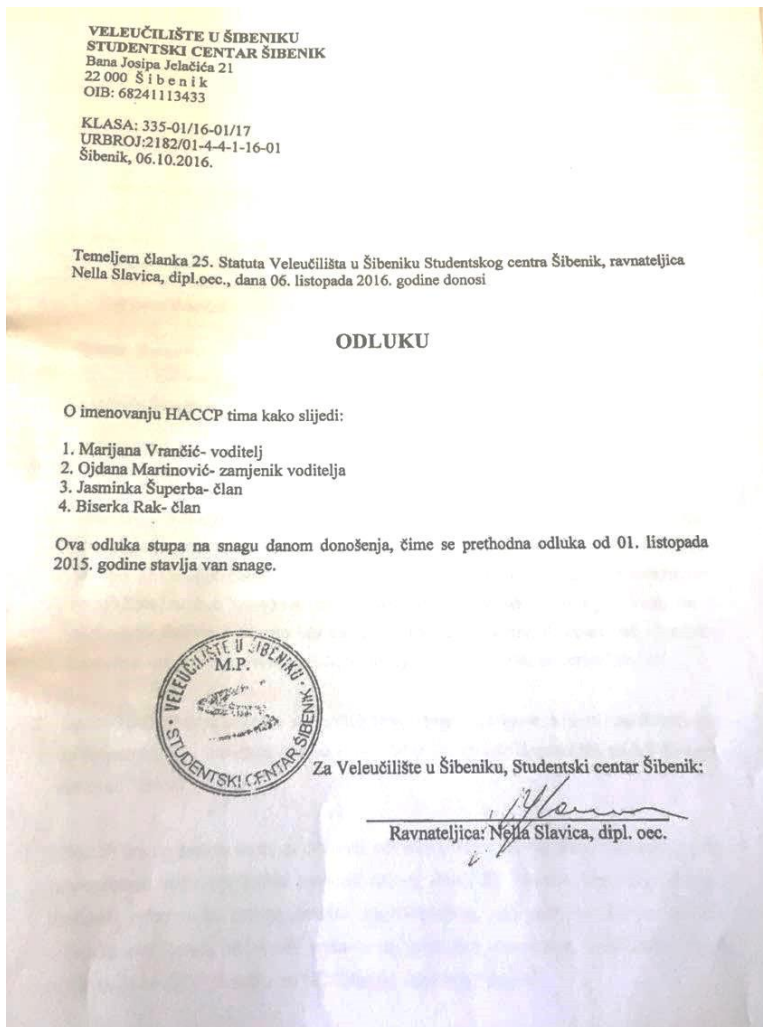 VELEUČILIŠTE U ŠIBENIKU
STUDENTSKI CENTAR ŠIBENIK
Bana Josipa Jelačića 21
22 000 Š i b e n i k
OIB: 68241113433
KLASA: 335-01/16-01/17
URBROJ:2182/01-4-4-1-16-01
Šibenik, 06.10.2016.
Temeljem članka 25. Statuta Veleučilišta u Šibeniku Studentskog centra Šibenik, ravnateljica
Nella Slavica, dipl.oec., dana 06. listopada 2016. godine donosi
ODLUKU
O imenovanju HACCP tima kako slijedi:
1. Marijana Vrančić- voditelj
2. Ojdana Martinović- zamjenik voditelja
3. Jasminka Šuperba- član
4. Biserka Rak- član
Ova odluka stupa na snagu danom donošenja, čime se prethodna odluka od 01. listopada
2015. godine stavlja van snage.
VELEUČILIŠTE U ŠIBENIKU
M.P.
STUDENTSKI CENTAR ŠIBENIK
Za Veleučilište u Šibeniku, Studentski centar Šibenik:
Ravnateljica: Nella Slavica, dipl. oec.